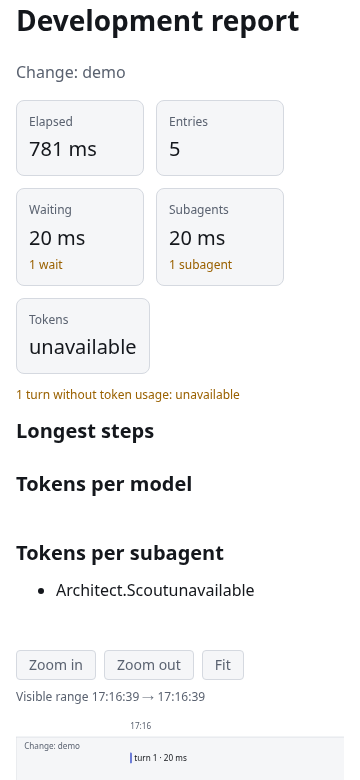 Development report
Change: demo
Elapsed
781 ms
Entries
5
Waiting
20 ms
1 wait
Subagents
20 ms
1 subagent
Tokens
unavailable
1 turn without token usage: unavailable
Longest steps
Tokens per model
Tokens per subagent
Architect.Scoutunavailable
Zoom in
Zoom out
Fit
Visible range 17:16:39 → 17:16:39
17:16
Change: demo
turn 1 · 20 ms